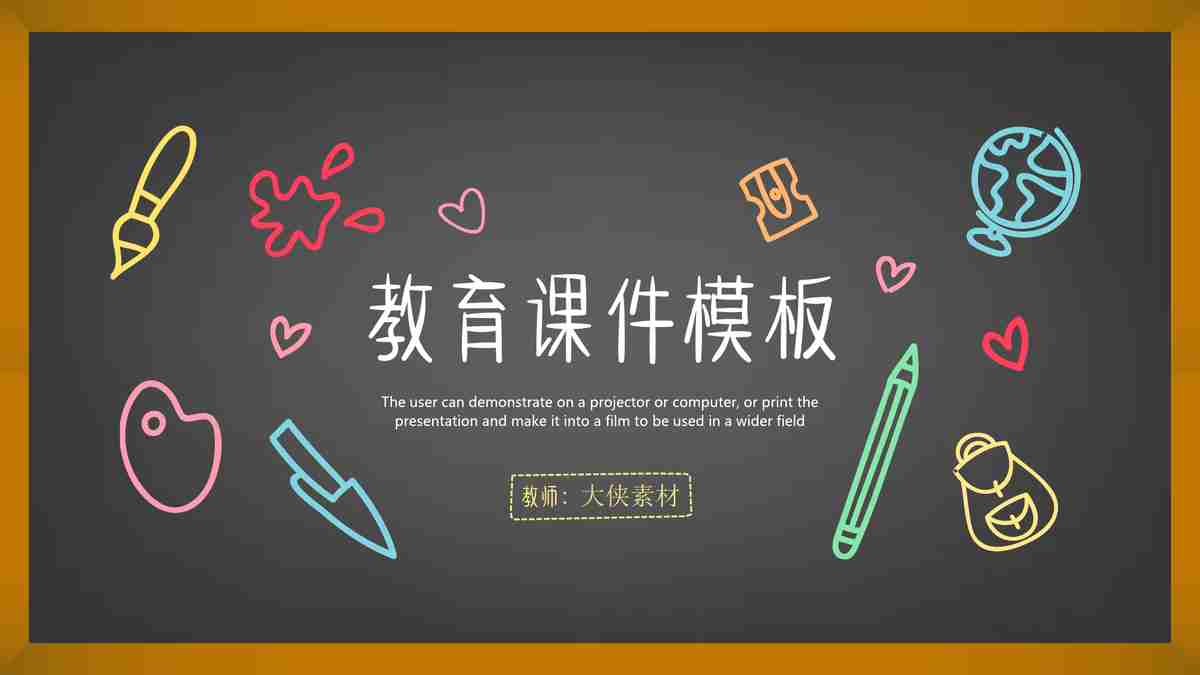 教育课件模板
The user can demonstrate on a projector or computer, or print the
presentation and make it into a film to be used in a wider field
教师：大侠素材